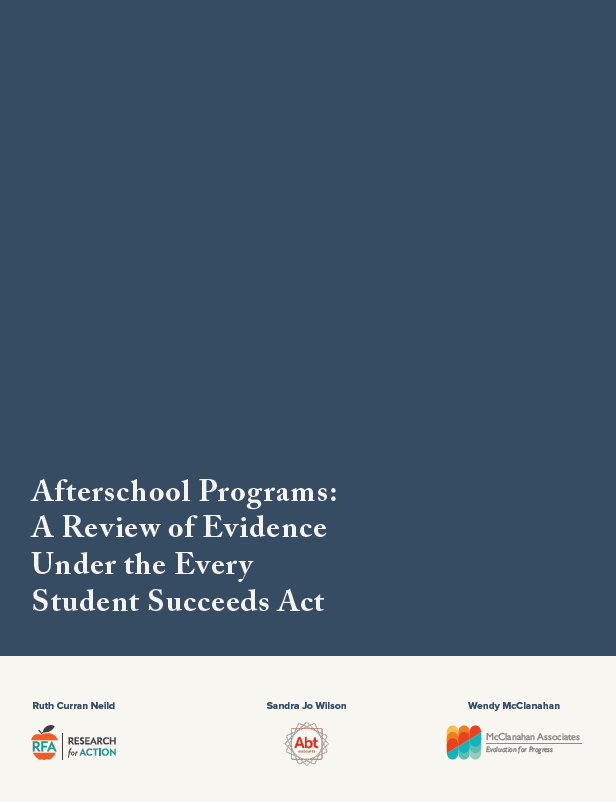 Afterschool Programs:
A Review of Evidence
Under the Every
Student Succeeds Act
Ruth Curran Neild
Sandra Jo Wilson
Wendy McClanahan
RFA
RESEARCH
for ACTION
Abt
ASSOCIATES
McClanahan Associates
Evaluation for Progress